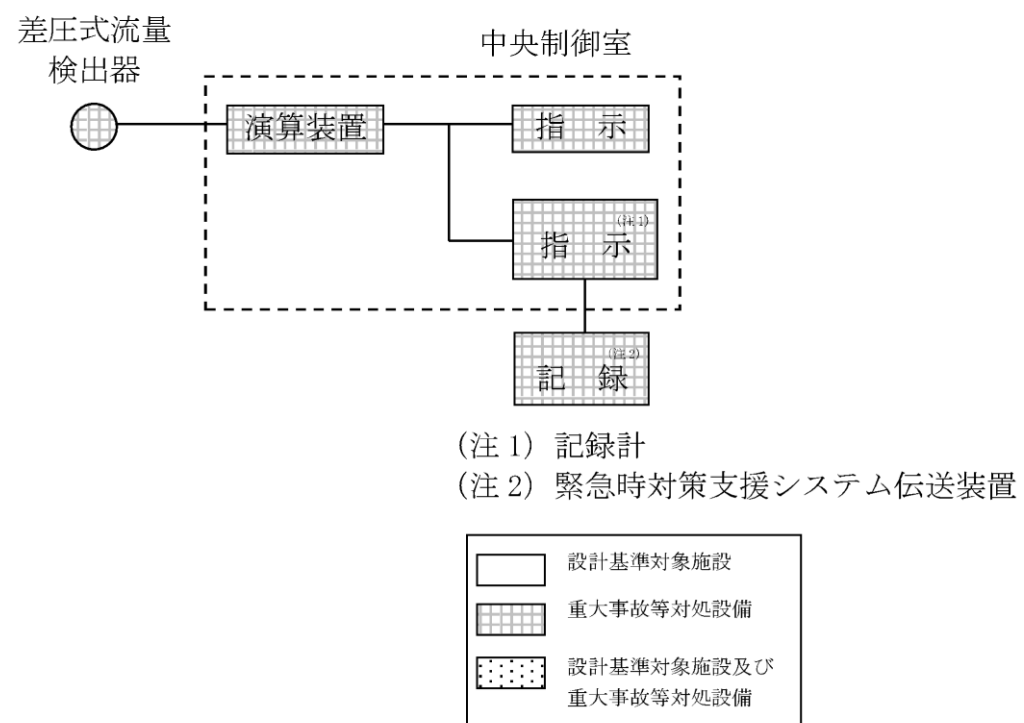 差圧式流量
検出器
中央制御室
演算装置
指 示
(注1)
指 示
(注2)
記 録
(注 1) 記録計
(注 2) 緊急時対策支援システム伝送装置
設計基準対象施設
重大事故等対処設備
設計基準対象施設及び
重大事故等対処設備